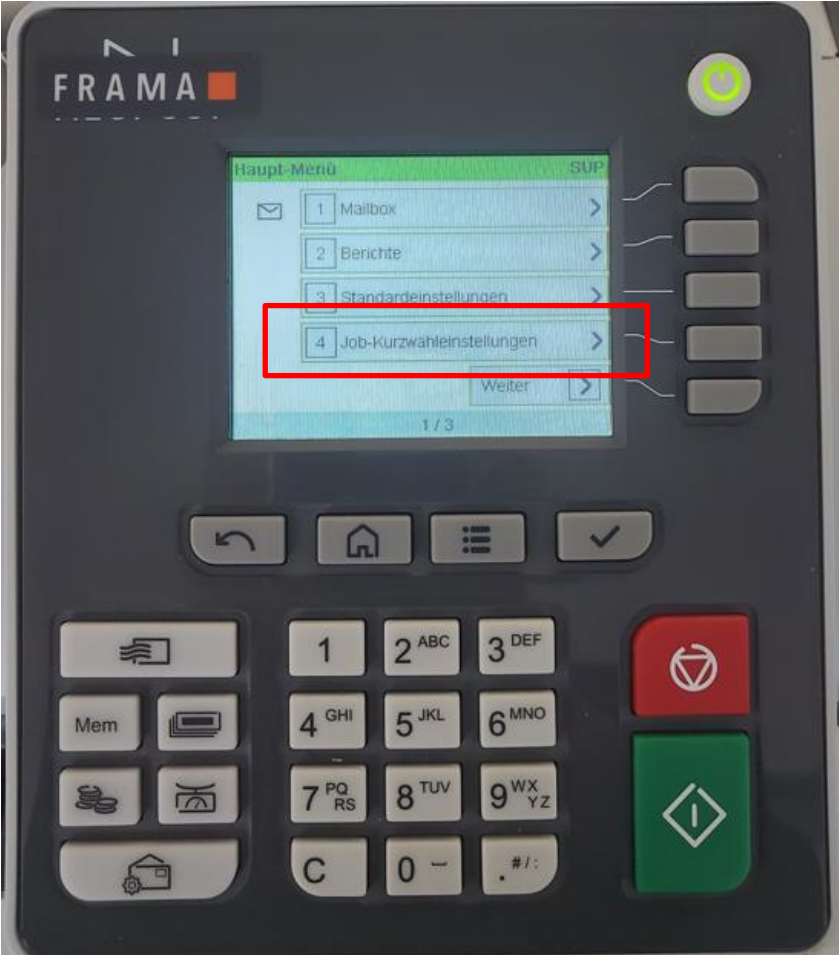 FRAMA
Haupt-Menü SUP
1 Mailbox
2 Berichte
3 Standardeinstellungen
4 Job-Kurzwahleinstellungen
Weiter
1 / 3
1 2 ABC 3 DEF
Mem 4 GHI 5 JKL 6 MNO
7 PQRS 8 TUV 9 WXYZ
C 0 . # / :